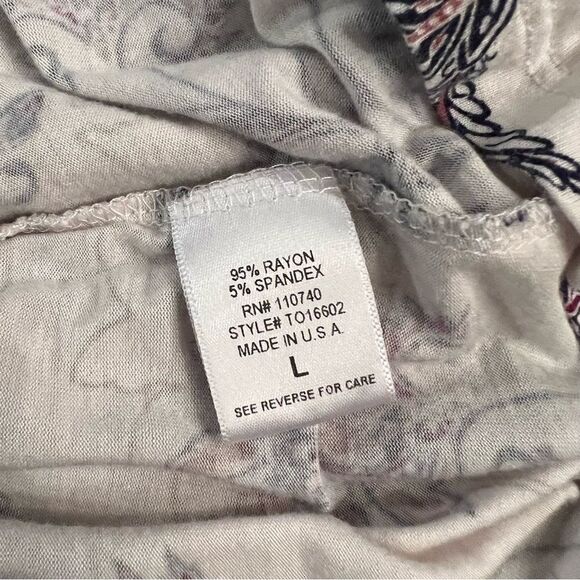 95% RAYON
5% SPANDEX
RN# 110740
STYLE# TO16602
MADE IN U.S.A.
L
SEE REVERSE FOR CARE